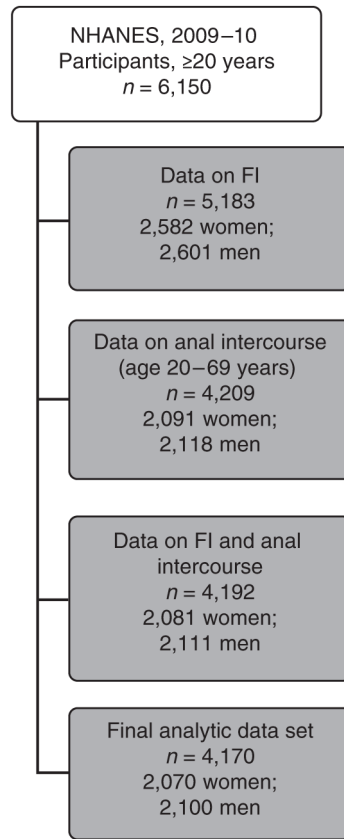 NHANES, 2009–10
Participants, ≥20 years
n = 6,150
Data on FI
n = 5,183
2,582 women;
2,601 men
Data on anal intercourse
(age 20–69 years)
n = 4,209
2,091 women;
2,118 men
Data on FI and anal
intercourse
n = 4,192
2,081 women;
2,111 men
Final analytic data set
n = 4,170
2,070 women;
2,100 men